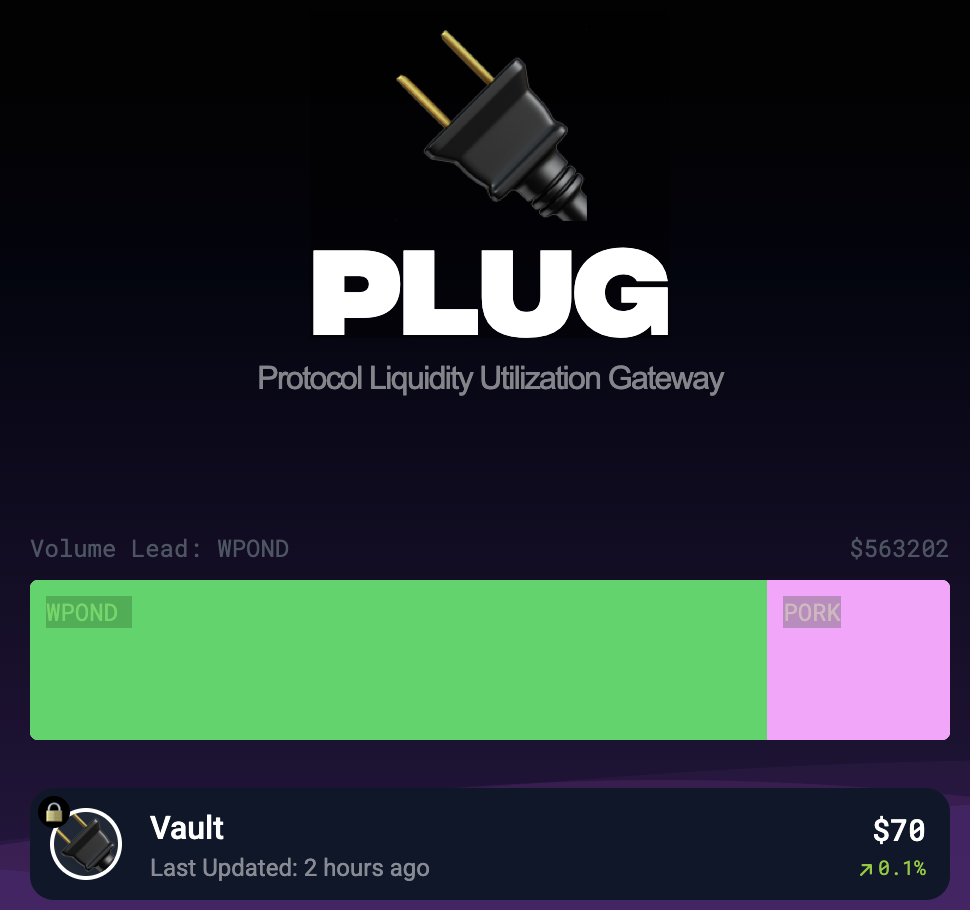 PLUG
Protocol Liquidity Utilization Gateway
Volume Lead: WPOND $563202
WPOND PORK
Vault $70
Last Updated: 2 hours ago 0.1%